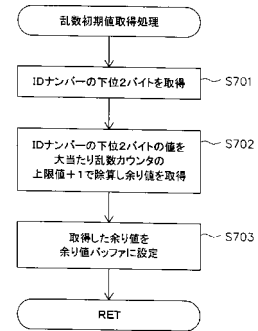 乱数初期値取得処理
IDナンバーの下位2バイトを取得
S701
IDナンバーの下位2バイトの値を
大当たり乱数カウンタの
上限値+1で除算し余り値を取得
S702
取得した余り値を
余り値バッファに設定
S703
RET